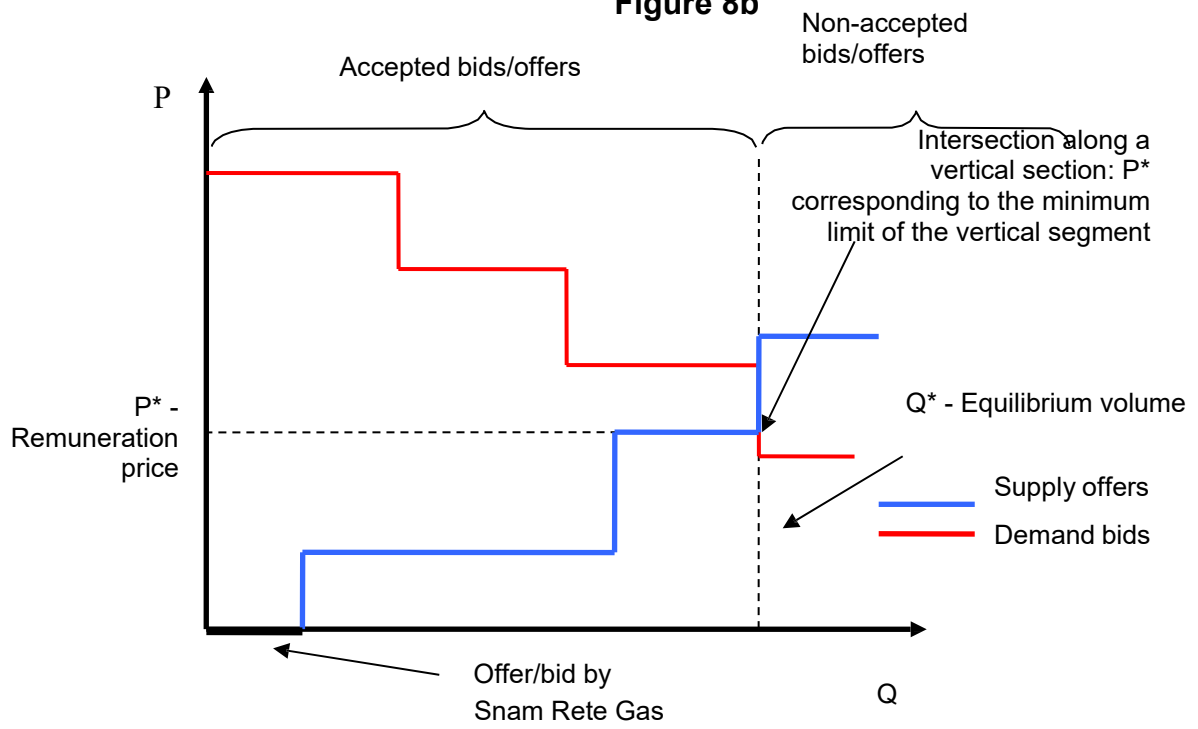 Figure 8b
Non-accepted
bids/offers
Accepted bids/offers
P
Intersection along a
vertical section: P*
corresponding to the minimum
limit of the vertical segment
P* -
Remuneration
price
Q* - Equilibrium volume
Supply offers
Demand bids
Offer/bid by
Snam Rete Gas
Q